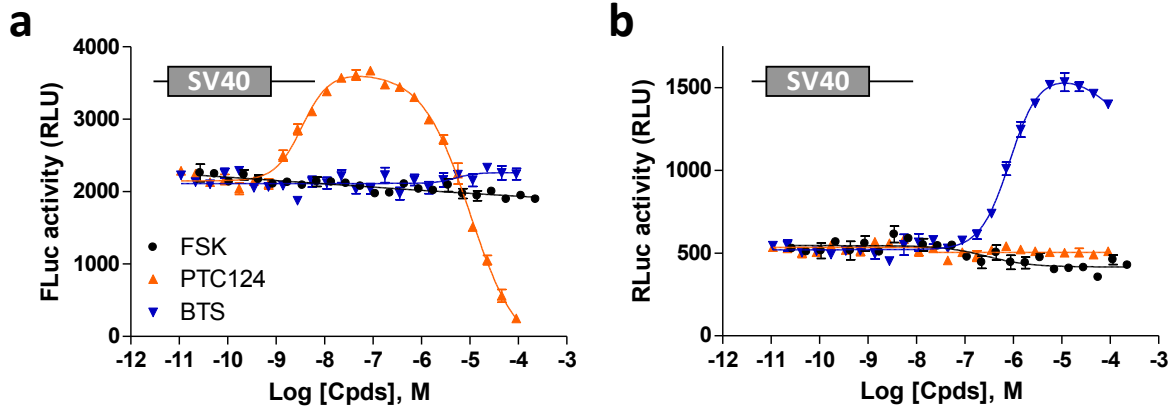 a
FLuc activity (RLU)
4000
3000
2000
1000
0
SV40
FSK
PTC124
BTS
-12 -11 -10 -9 -8 -7 -6 -5 -4 -3
Log [Cpds], M
b
RLuc activity (RLU)
1500
1000
500
0
SV40
-12 -11 -10 -9 -8 -7 -6 -5 -4 -3
Log [Cpds], M